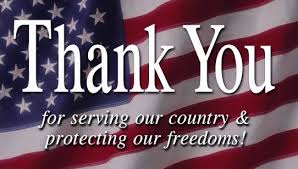 Thank You
for serving our country &
protecting our freedoms!